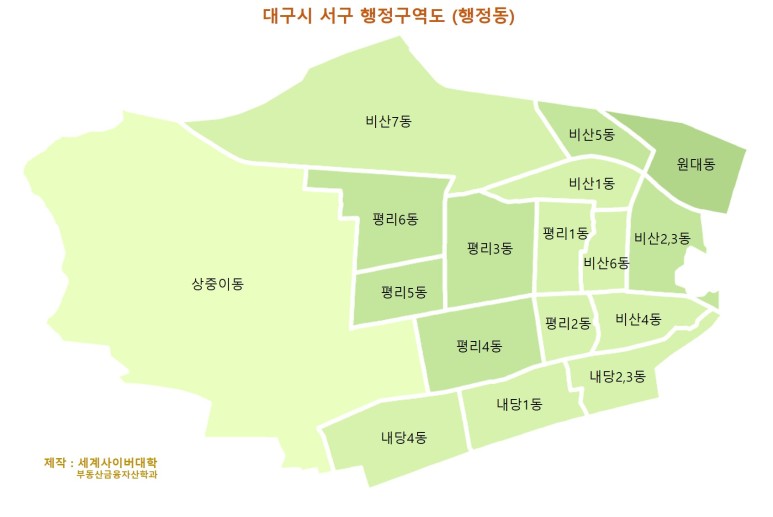 대구시 서구 행정구역도 (행정동)
비산7동
비산5동
원대동
비산1동
평리6동
평리3동
평리1동
비산2,3동
비산6동
상중이동
평리5동
평리2동
비산4동
평리4동
내당2,3동
내당1동
내당4동
제작 : 세계사이버대학
부동산금융자산학과